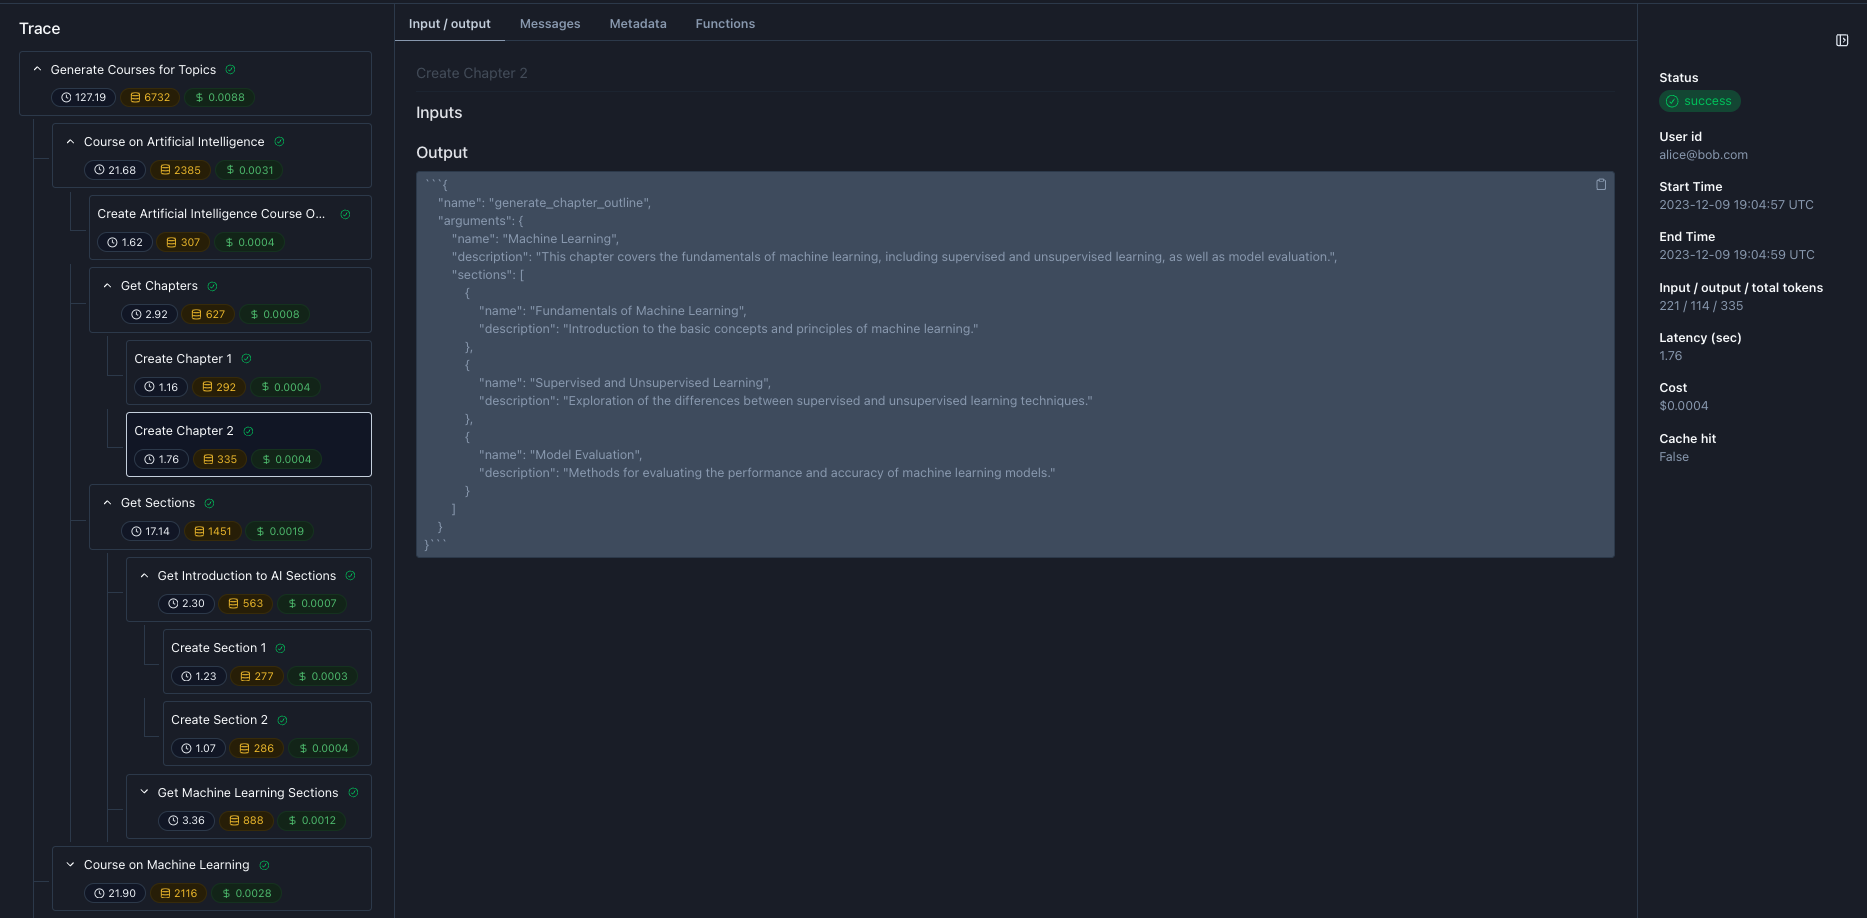 Trace
Generate Courses for Topics
127.19 6732 $ 0.0088
Course on Artificial Intelligence
21.68 2385 $ 0.0031
Create Artificial Intelligence Course O...
1.62 307 $ 0.0004
Get Chapters
2.92 627 $ 0.0008
Create Chapter 1
1.16 292 $ 0.0004
Create Chapter 2
1.76 335 $ 0.0004
Get Sections
17.14 1451 $ 0.0019
Get Introduction to AI Sections
2.30 563 $ 0.0007
Create Section 1
1.23 277 $ 0.0003
Create Section 2
1.07 286 $ 0.0004
Get Machine Learning Sections
3.36 888 $ 0.0012
Course on Machine Learning
21.90 2116 $ 0.0028
Input / output Messages Metadata Functions
Create Chapter 2
Inputs
Output
```{
"name": "generate_chapter_outline",
"arguments": {
"name": "Machine Learning",
"description": "This chapter covers the fundamentals of machine learning, including supervised and unsupervised learning, as well as model evaluation.",
"sections": [
{
"name": "Fundamentals of Machine Learning",
"description": "Introduction to the basic concepts and principles of machine learning."
},
{
"name": "Supervised and Unsupervised Learning",
"description": "Exploration of the differences between supervised and unsupervised learning techniques."
},
{
"name": "Model Evaluation",
"description": "Methods for evaluating the performance and accuracy of machine learning models."
}
]
}
}```
Status
success
User id
alice@bob.com
Start Time
2023-12-09 19:04:57 UTC
End Time
2023-12-09 19:04:59 UTC
Input / output / total tokens
221 / 114 / 335
Latency (sec)
1.76
Cost
$0.0004
Cache hit
False